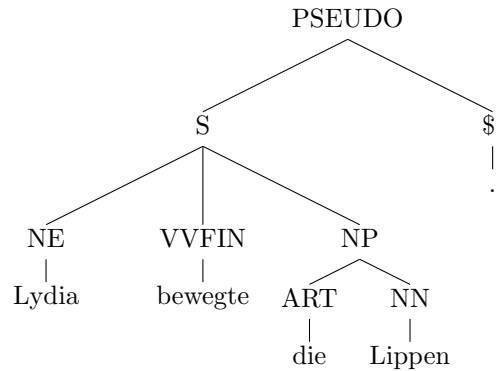 PSEUDO
S $
NE VVFIN NP .
Lydia bewegte ART NN
die Lippen